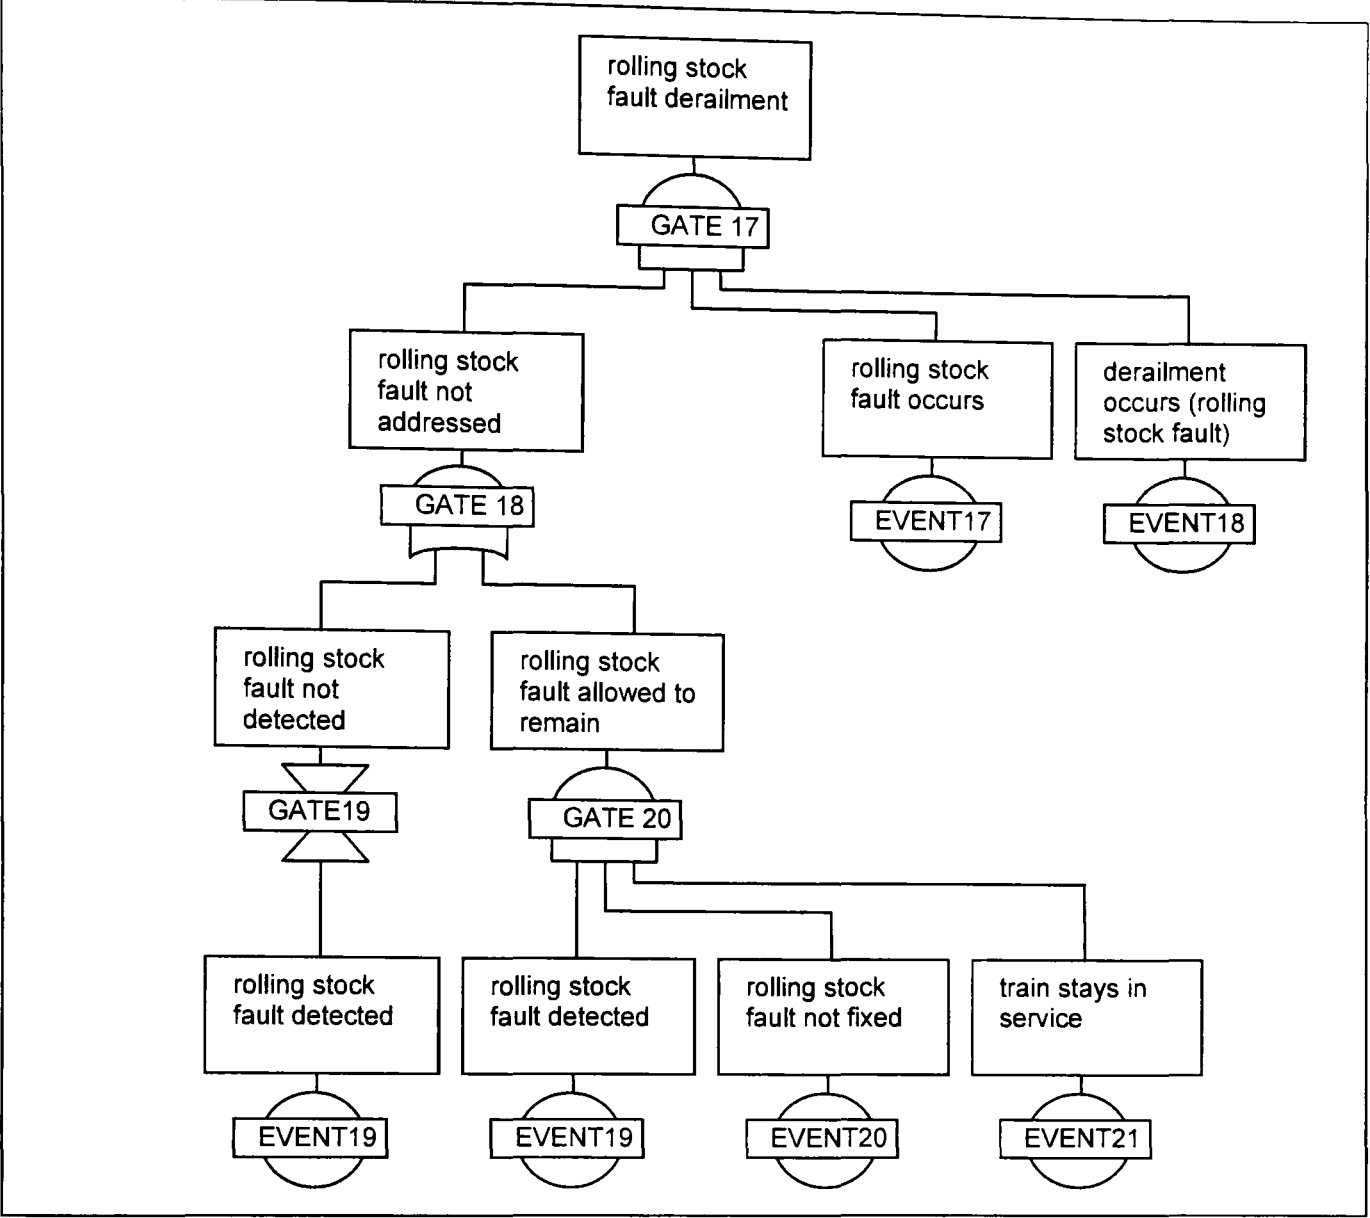 rolling stock
fault derailment
GATE 17
rolling stock
fault not
addressed
rolling stock
fault occurs
derailment
occurs (rolling
stock fault)
GATE 18
EVENT17
EVENT18
rolling stock
fault not
detected
rolling stock
fault allowed to
remain
GATE19
GATE 20
rolling stock
fault detected
rolling stock
fault detected
rolling stock
fault not fixed
train stays in
service
EVENT19
EVENT19
EVENT20
EVENT21